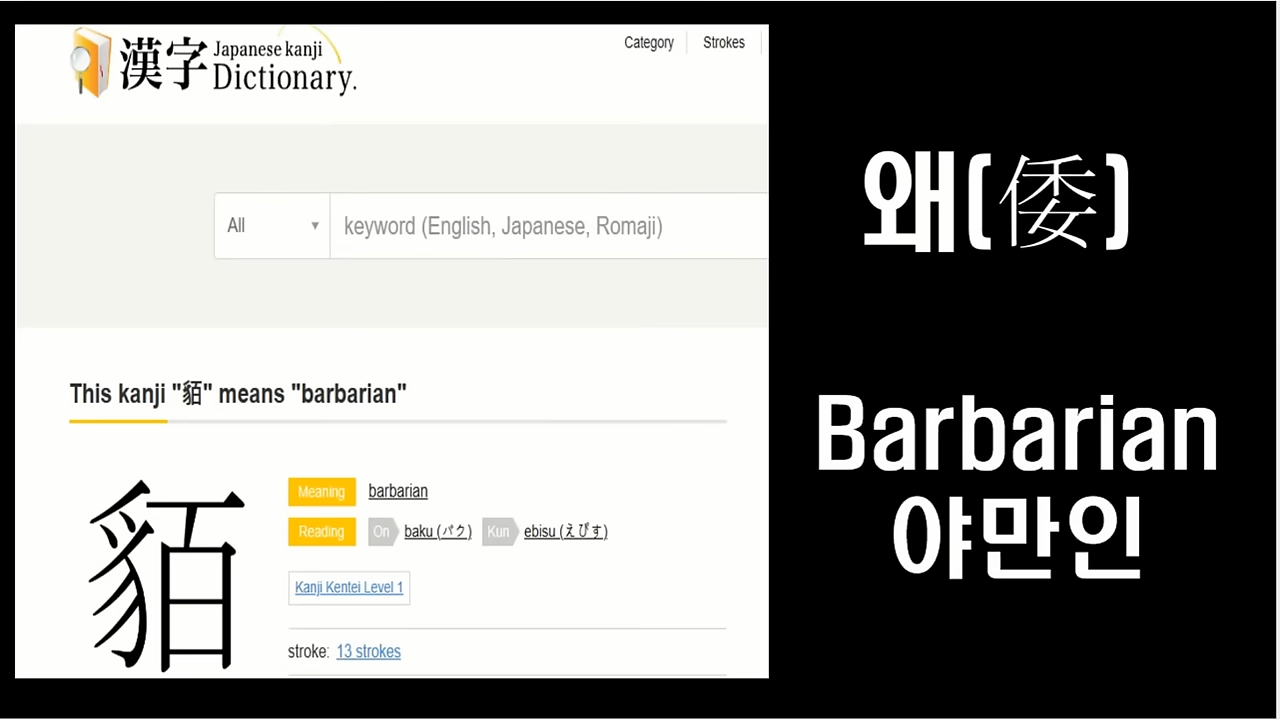 漢字 Japanese kanji Dictionary.
Category Strokes
All keyword (English, Japanese, Romaji)
This kanji "貊" means "barbarian"
貊
Meaning barbarian
Reading On baku (バク) Kun ebisu (えびす)
Kanji Kentei Level 1
stroke: 13 strokes
왜(倭)
Barbarian
야만인